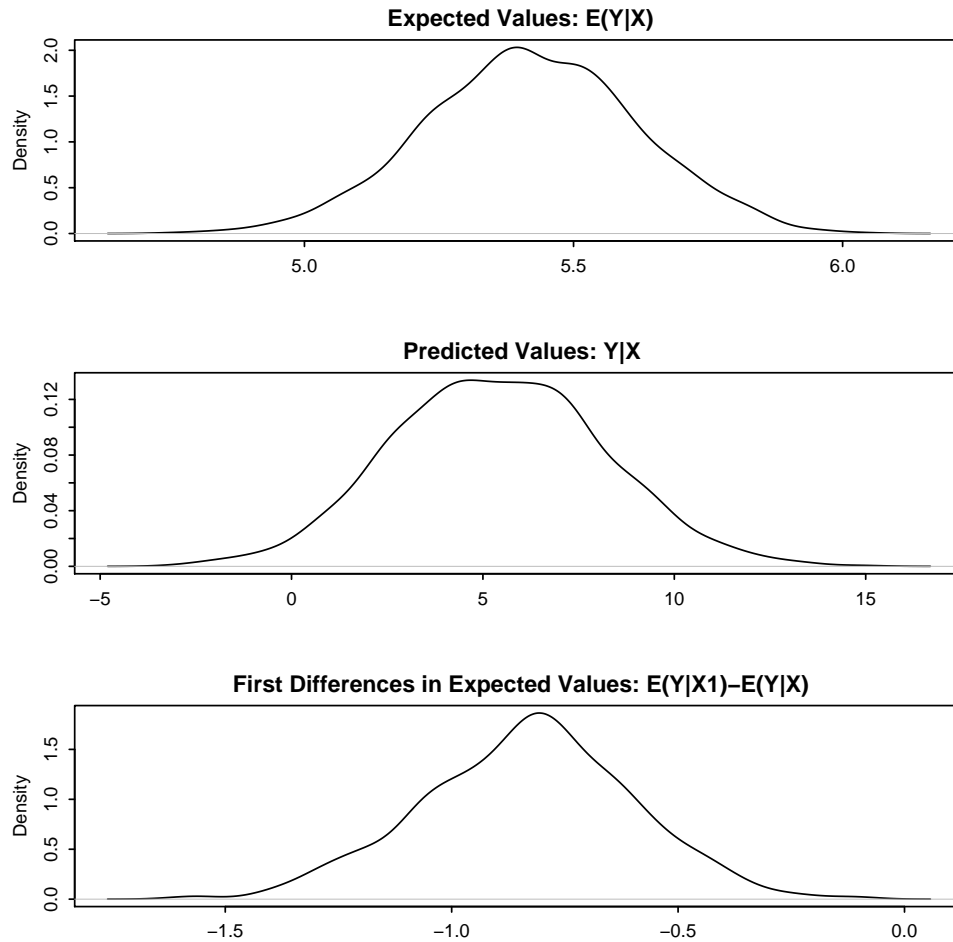 Expected Values: E(Y|X)
Density
2.0
1.5
1.0
0.5
0.0
5.0 5.5 6.0
Predicted Values: Y|X
Density
0.12
0.08
0.04
0.00
−5 0 5 10 15
First Differences in Expected Values: E(Y|X1)−E(Y|X)
Density
1.5
1.0
0.5
0.0
−1.5 −1.0 −0.5 0.0